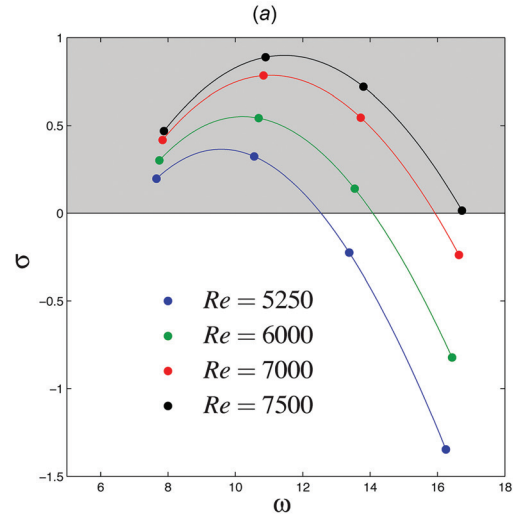 (a)
1
0.5
0
−0.5
−1
−1.5
σ
Re = 5250
Re = 6000
Re = 7000
Re = 7500
6 8 10 12 14 16 18
ω